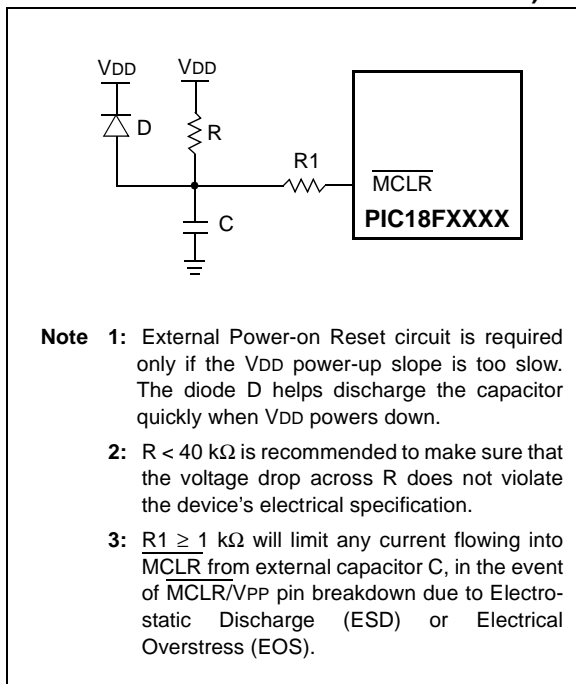 VDD VDD
D
R
R1
MCLR
PIC18FXXXX
C
Note 1: External Power-on Reset circuit is required
only if the VDD power-up slope is too slow.
The diode D helps discharge the capacitor
quickly when VDD powers down.
2: R < 40 kΩ is recommended to make sure that
the voltage drop across R does not violate
the device's electrical specification.
3: R1 ≥ 1 kΩ will limit any current flowing into
MCLR from external capacitor C, in the event
of MCLR/VPP pin breakdown due to Electro-
static Discharge (ESD) or Electrical
Overstress (EOS).